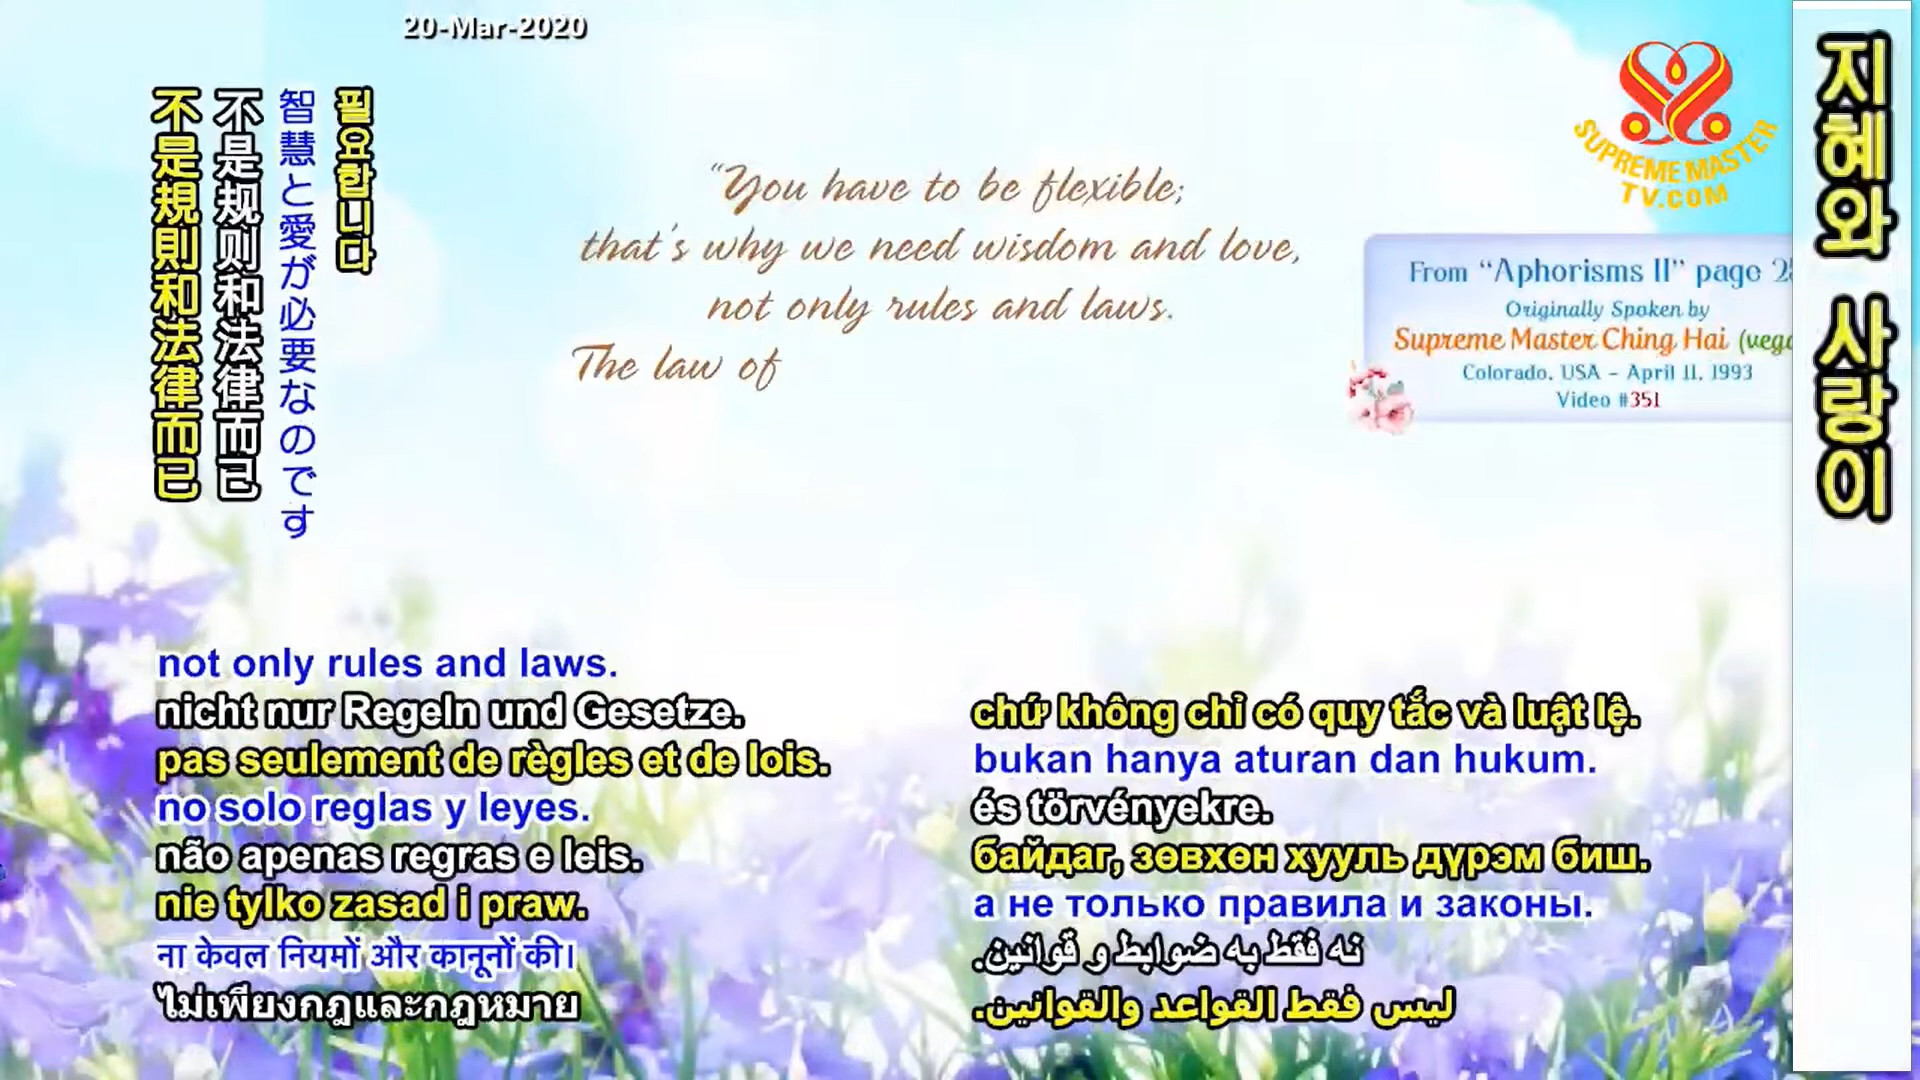 20-Mar-2020
지혜와 사랑이
필요합니다
智慧と愛が必要なのです
不是规则和法律而已
不是規則和法律而已
“You have to be flexible;
that's why we need wisdom and love,
not only rules and laws.
The law of
SUPREME MASTER
TV.COM
From “Aphorisms II” page
Originally Spoken by
Supreme Master Ching Hai
Colorado, USA – April 11, 1993
Video #351
not only rules and laws.
nicht nur Regeln und Gesetze.
pas seulement de règles et de lois.
no solo reglas y leyes.
não apenas regras e leis.
nie tylko zasad i praw.
ना केवल नियमों और कानूनों की।
ไม่เพียงกฎและกฎหมาย
chứ không chỉ có quy tắc và luật lệ.
bukan hanya aturan dan hukum.
és törvényekre.
байдаг, зөвхөн хууль дүрэм биш.
а не только правила и законы.
نه فقط به ضوابط و قوانین.
ليس فقط القواعد والقوانين.